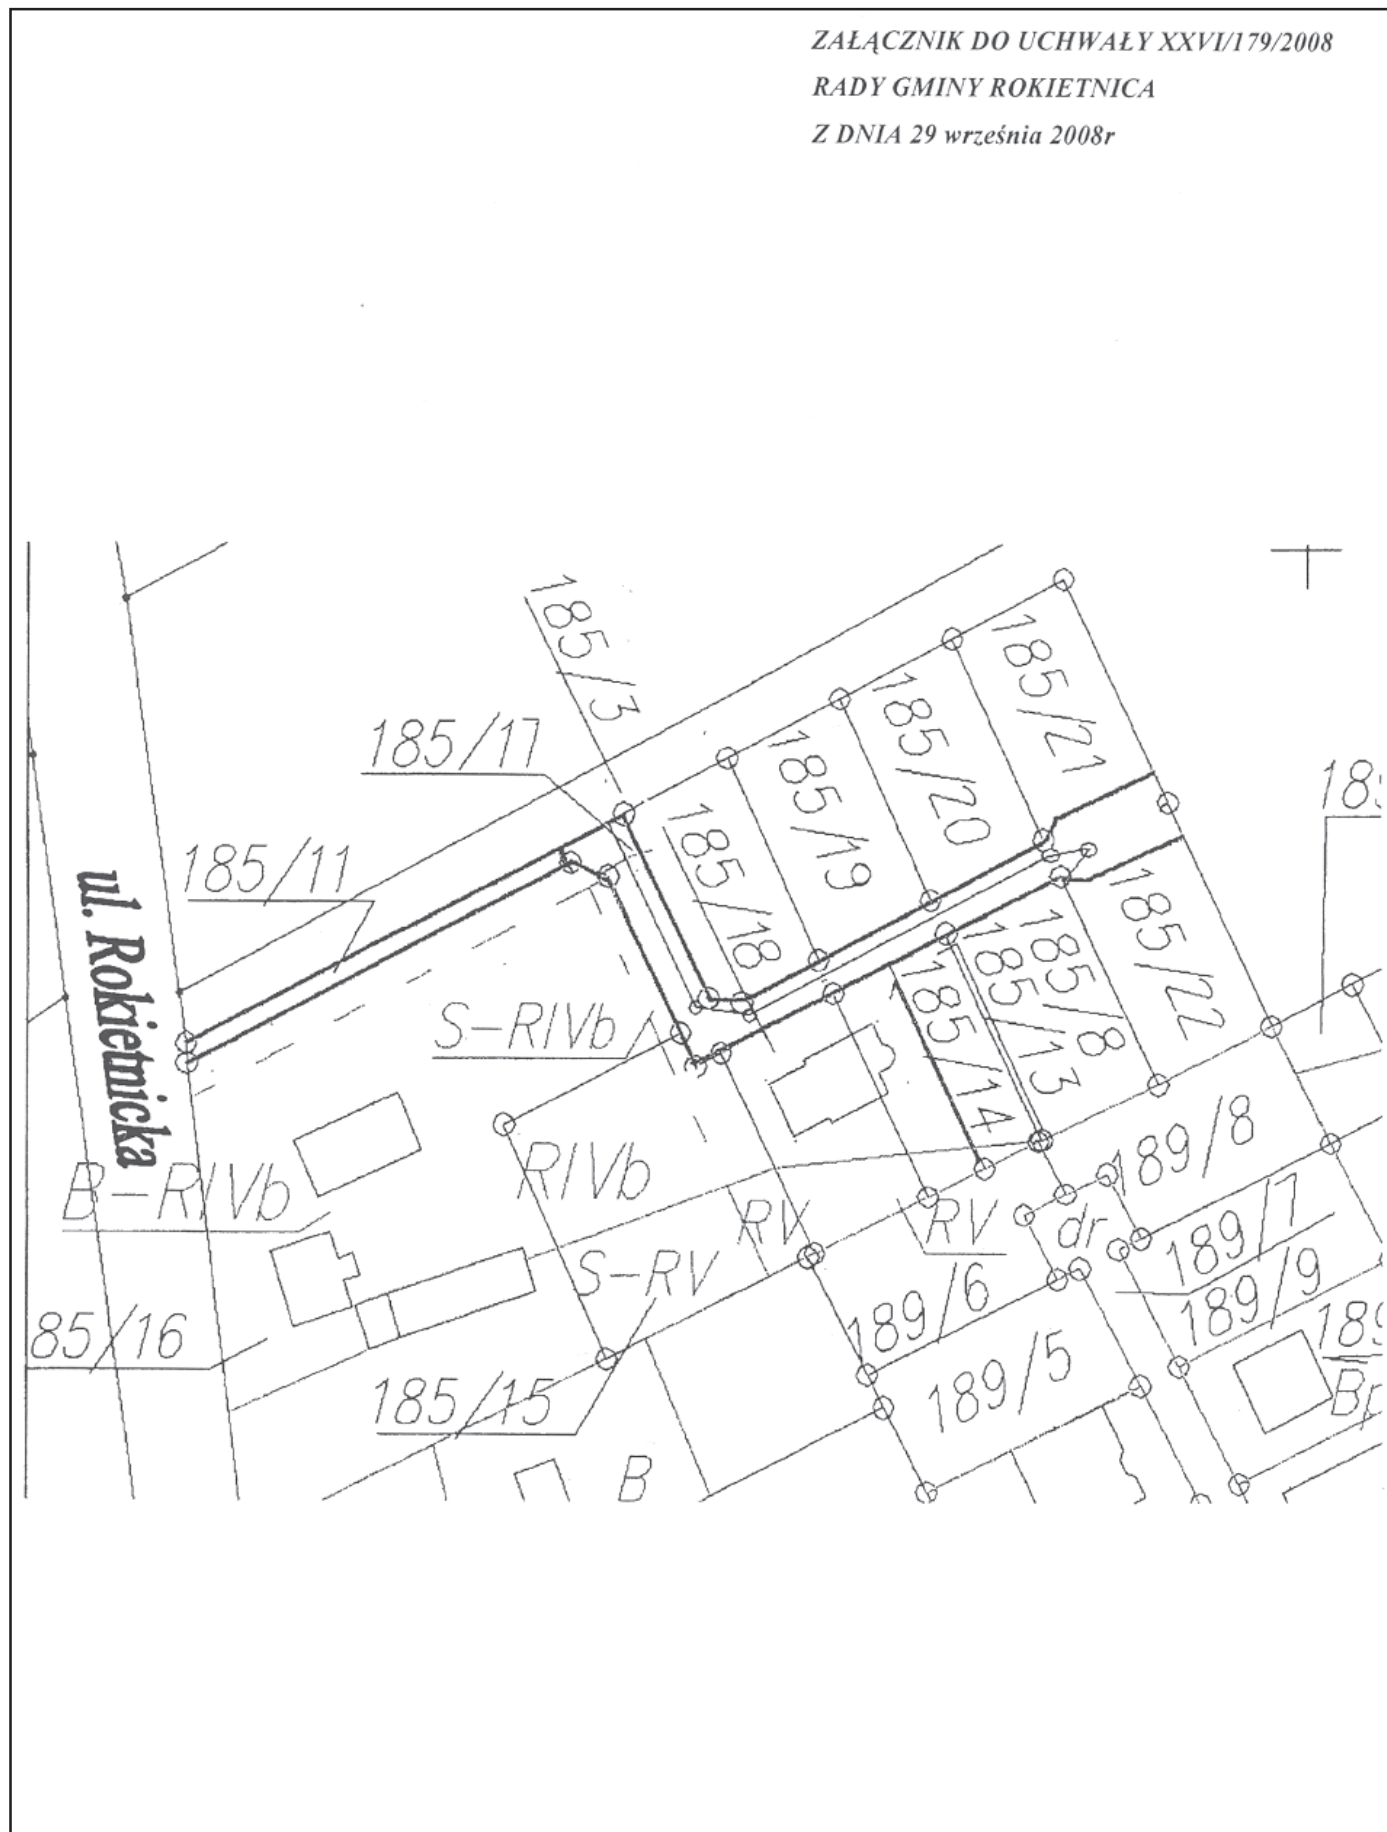 ZAŁĄCZNIK DO UCHWAŁY XXVI/179/2008
RADY GMINY ROKIETNICA
Z DNIA 29 września 2008r
185/3
185/17
185/11
185/18
185/19
185/20
185/21
ul. Rokietnicka
S-RIVb
185/14
185/13
185/8
185/22
B-RIVb
RIVb
RV
RV
dr
189/8
S-RV
189/6
189/7
189/9
85/16
185/15
189/5
B